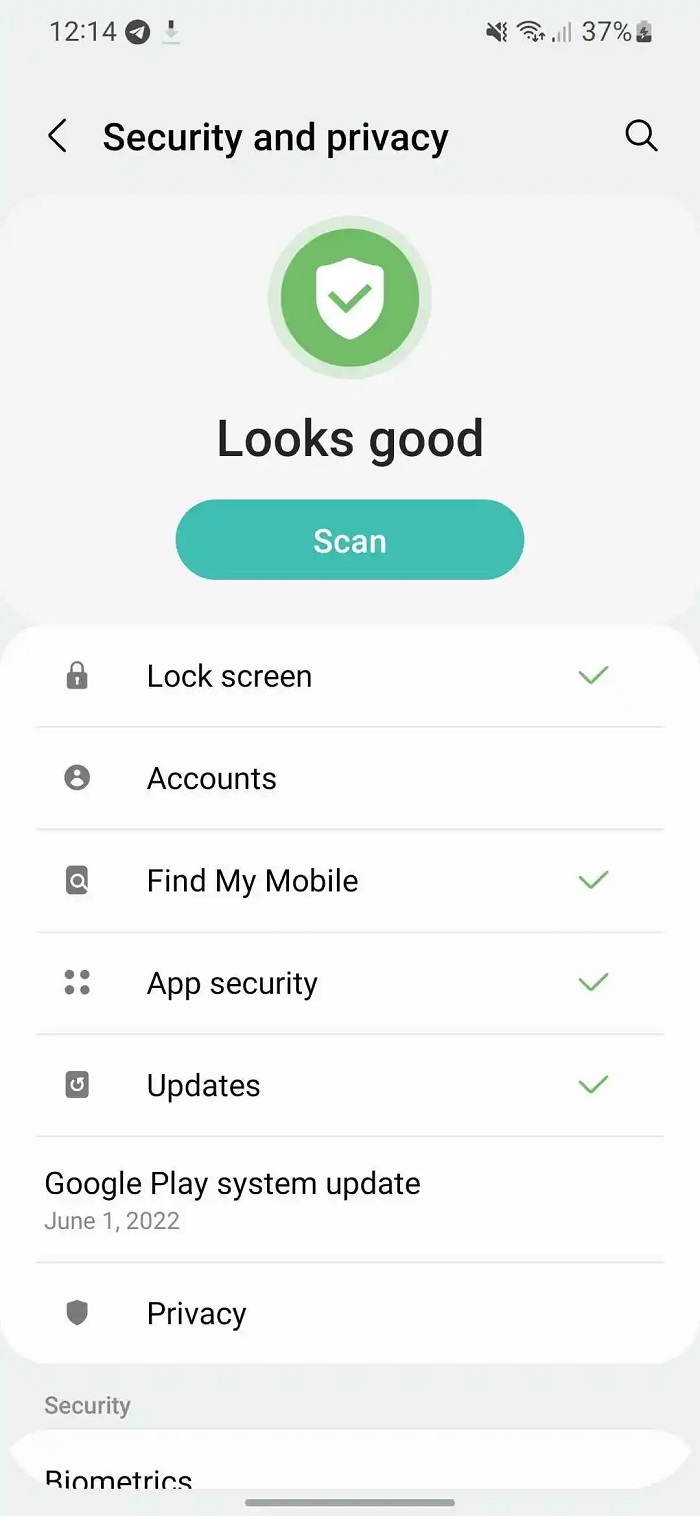 12:14 37%
Security and privacy
Looks good
Scan
Lock screen
Accounts
Find My Mobile
App security
Updates
Google Play system update
June 1, 2022
Privacy
Security
Biometrics